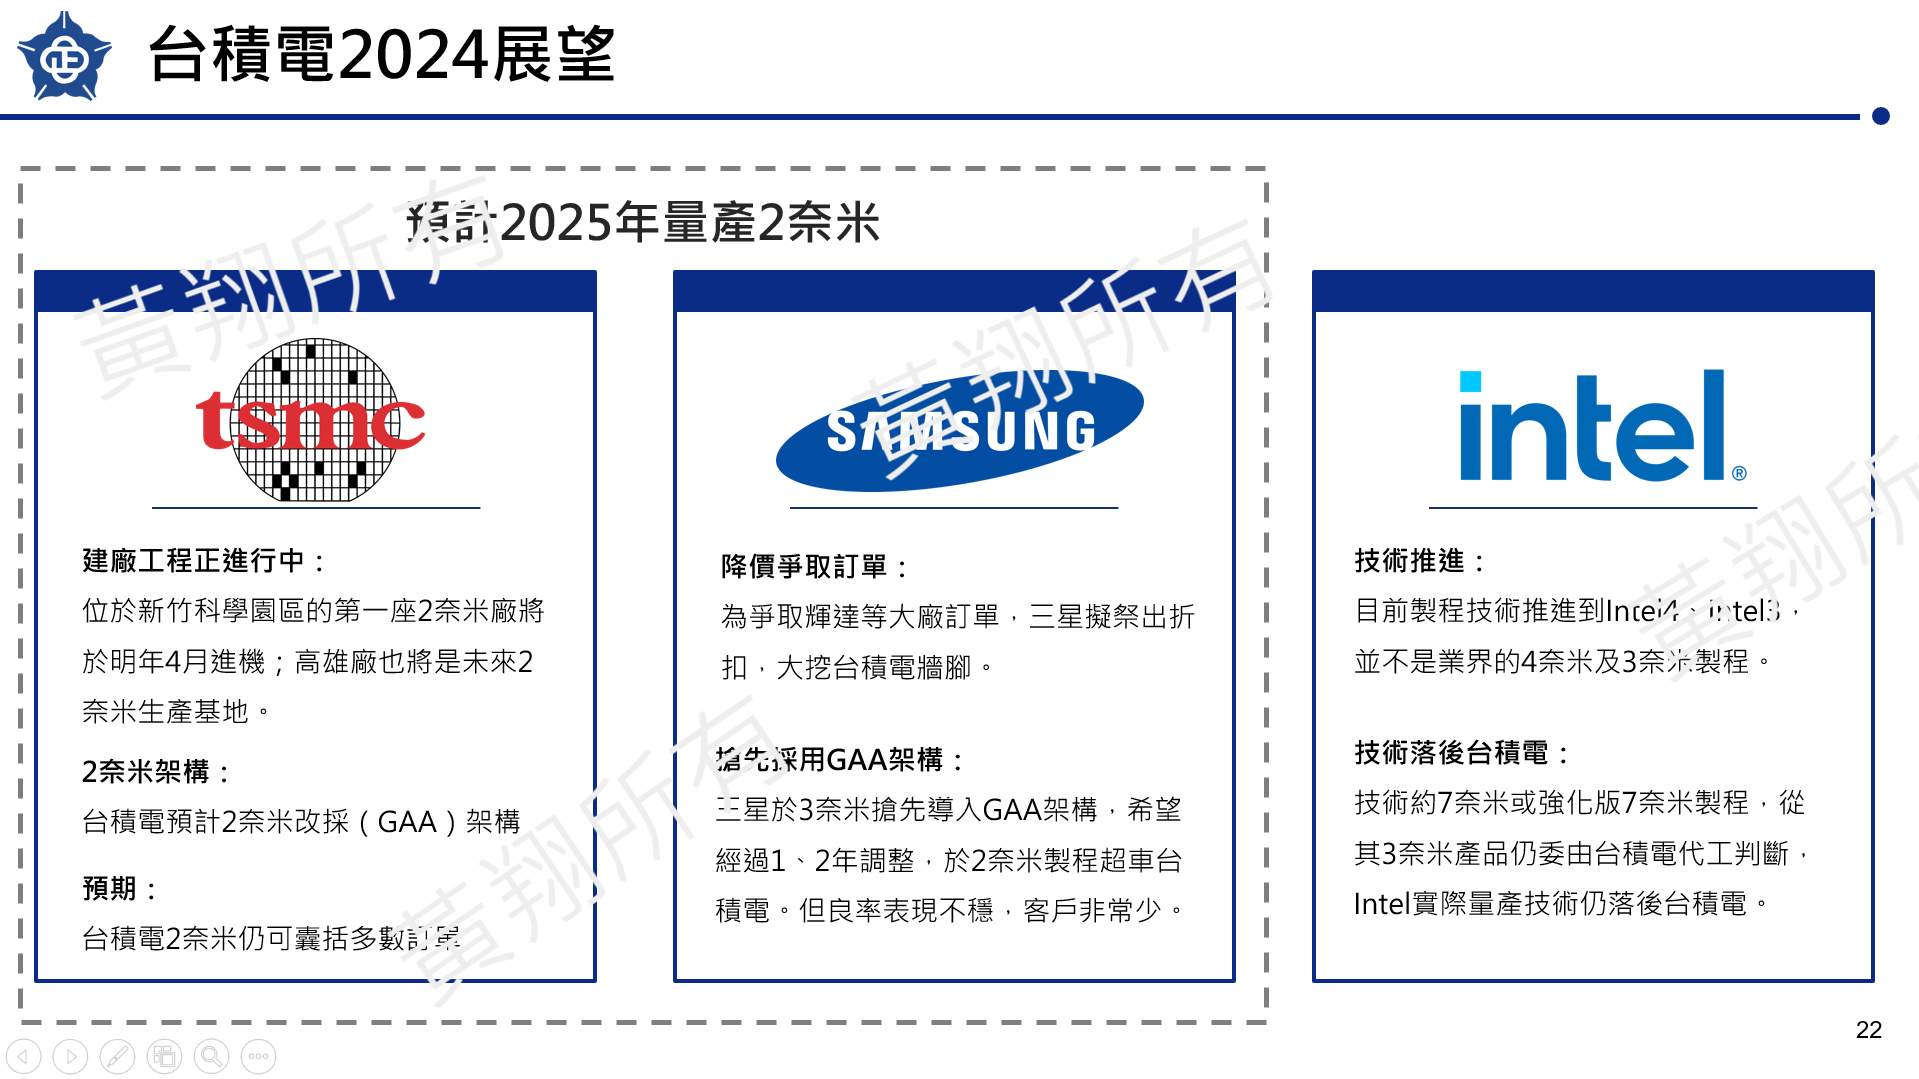 台積電2024展望
預計2025年量產2奈米
tsmc
建廠工程正進行中：
位於新竹科學園區的第一座2奈米廠將
於明年4月進機；高雄廠也將是未來2
奈米生產基地。
2奈米架構：
台積電預計2奈米改採（GAA）架構
預期：
台積電2奈米仍可囊括多數訂單
SAMSUNG
降價爭取訂單：
為爭取輝達等大廠訂單，三星擬祭出折
扣，大挖台積電牆腳。
搶先採用GAA架構：
三星於3奈米搶先導入GAA架構，希望
經過1、2年調整，於2奈米製程超車台
積電。但良率表現不穩，客戶非常少。
intel®
技術推進：
目前製程技術推進到Intel4、intel3，
並不是業界的4奈米及3奈米製程。
技術落後台積電：
技術約7奈米或強化版7奈米製程，從
其3奈米產品仍委由台積電代工判斷，
Intel實際量產技術仍落後台積電。
黃翔所有
黃翔所有
黃翔所有
黃翔所
22